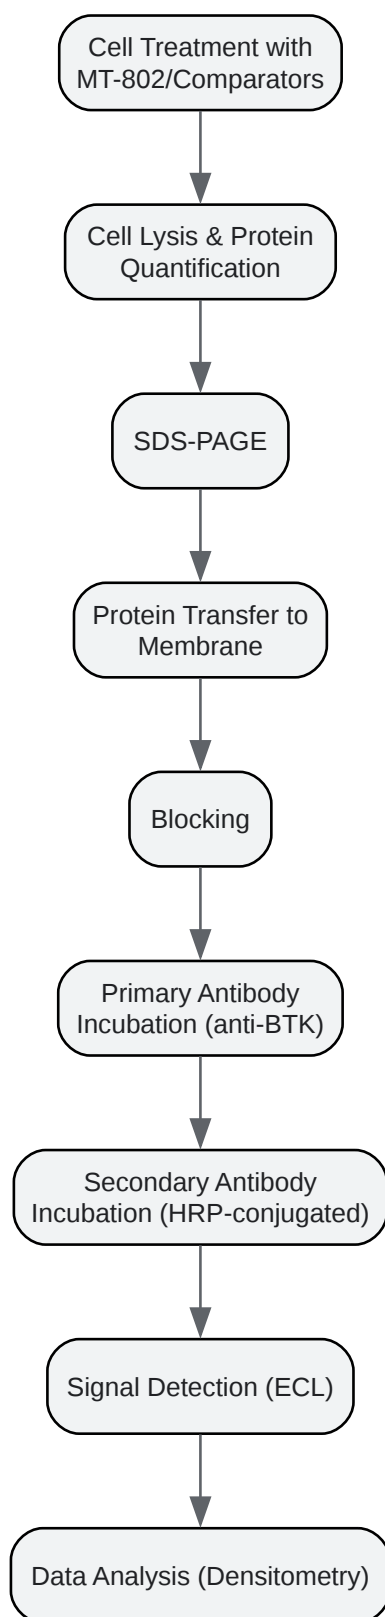 Cell Treatment with
MT-802/Comparators
Cell Lysis & Protein
Quantification
SDS-PAGE
Protein Transfer to
Membrane
Blocking
Primary Antibody
Incubation (anti-BTK)
Secondary Antibody
Incubation (HRP-conjugated)
Signal Detection (ECL)
Data Analysis (Densitometry)